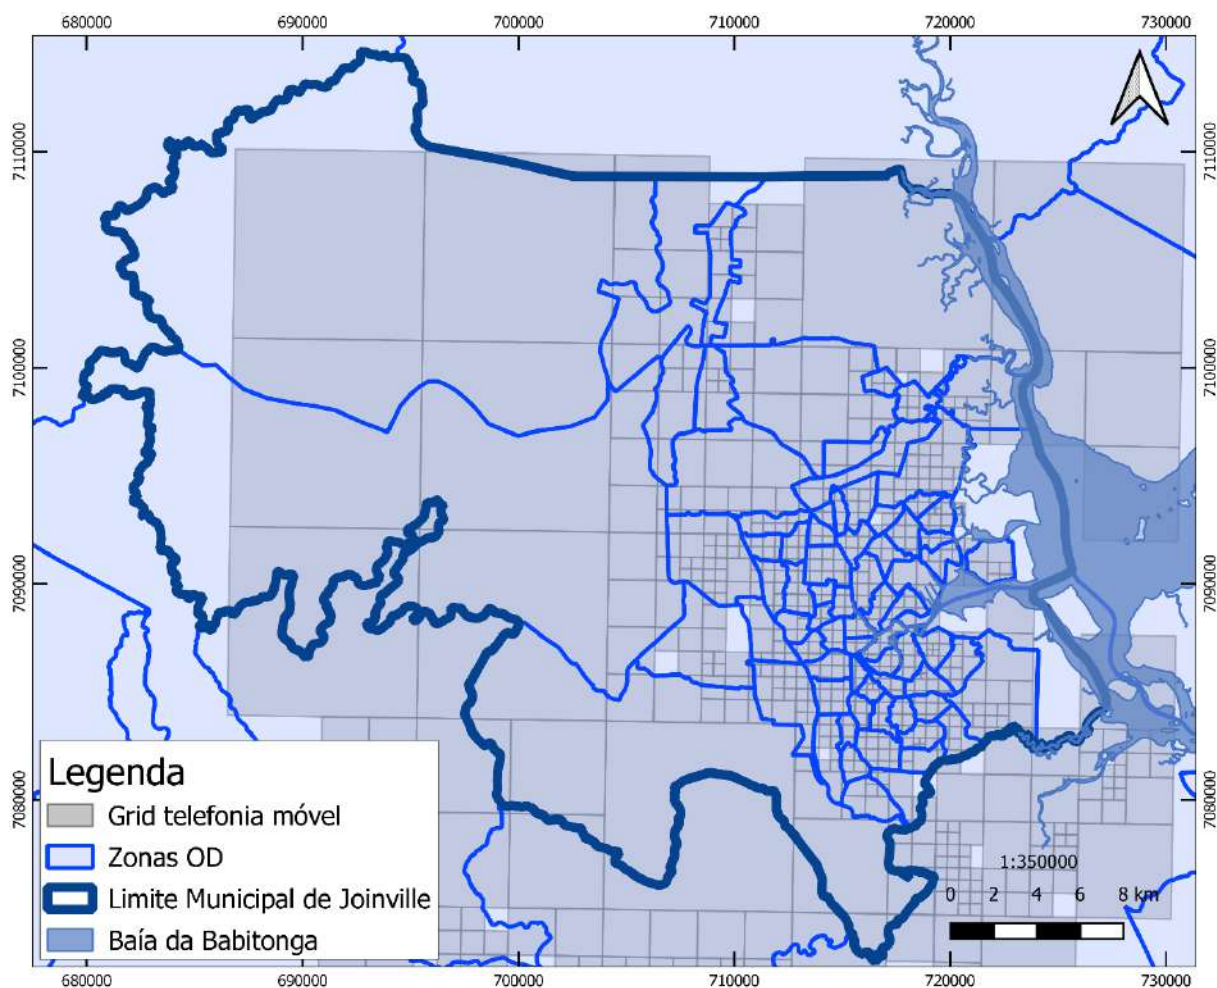 680000 690000 700000 710000 720000 730000
7110000 7110000
7100000 7100000
7090000 7090000
7080000 7080000
Legenda
Grid telefonia móvel
Zonas OD
Limite Municipal de Joinville
Baía da Babitonga
1:350000
0 2 4 6 8 km
680000 690000 700000 710000 720000 730000